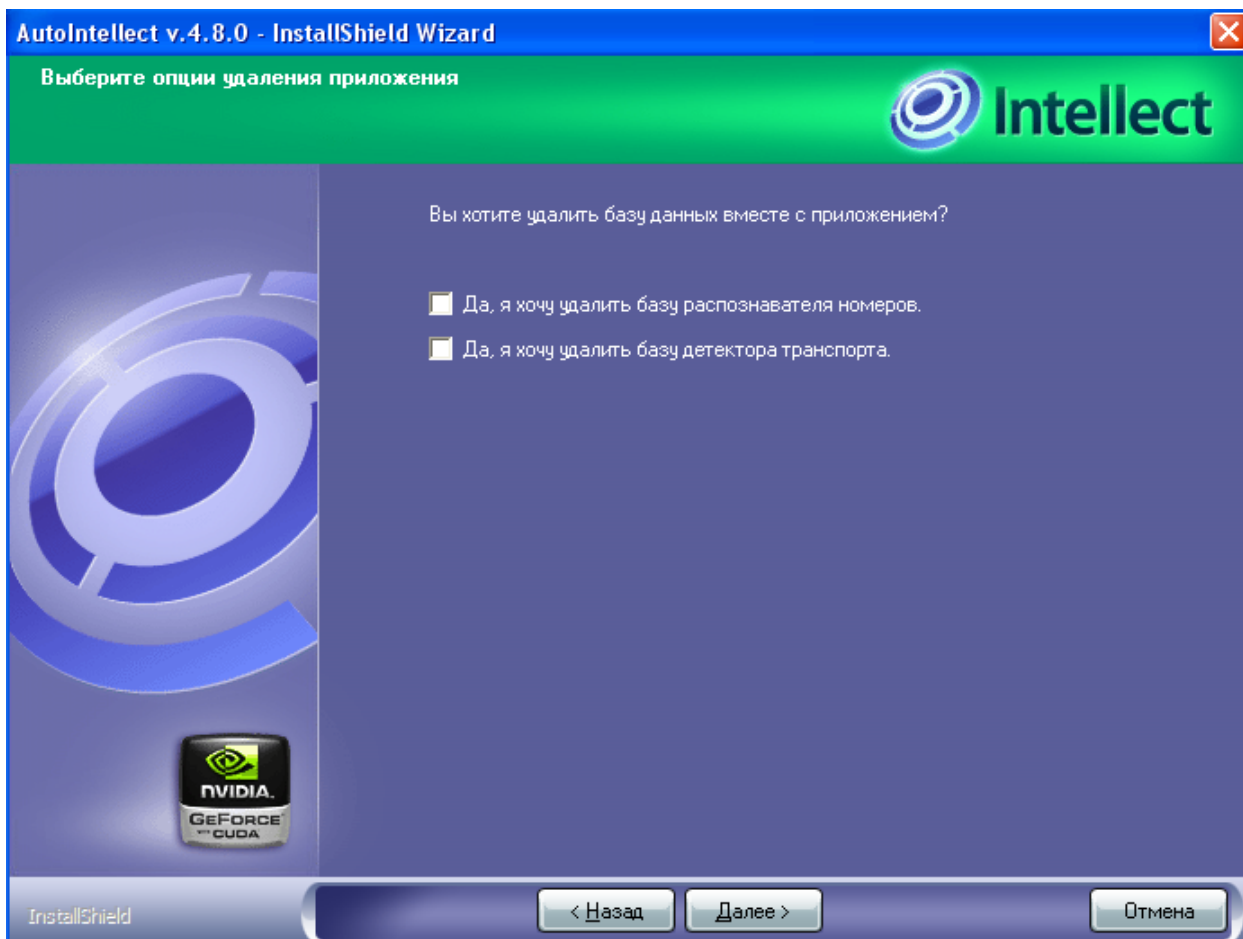 AutoIntellect v.4.8.0 - InstallShield Wizard
Выберите опции удаления приложения
Intellect
Вы хотите удалить базу данных вместе с приложением?
Да, я хочу удалить базу распознавателя номеров.
Да, я хочу удалить базу детектора транспорта.
NVIDIA.
GEFORCE
WITH CUDA
InstallShield
< Назад
Далее >
Отмена